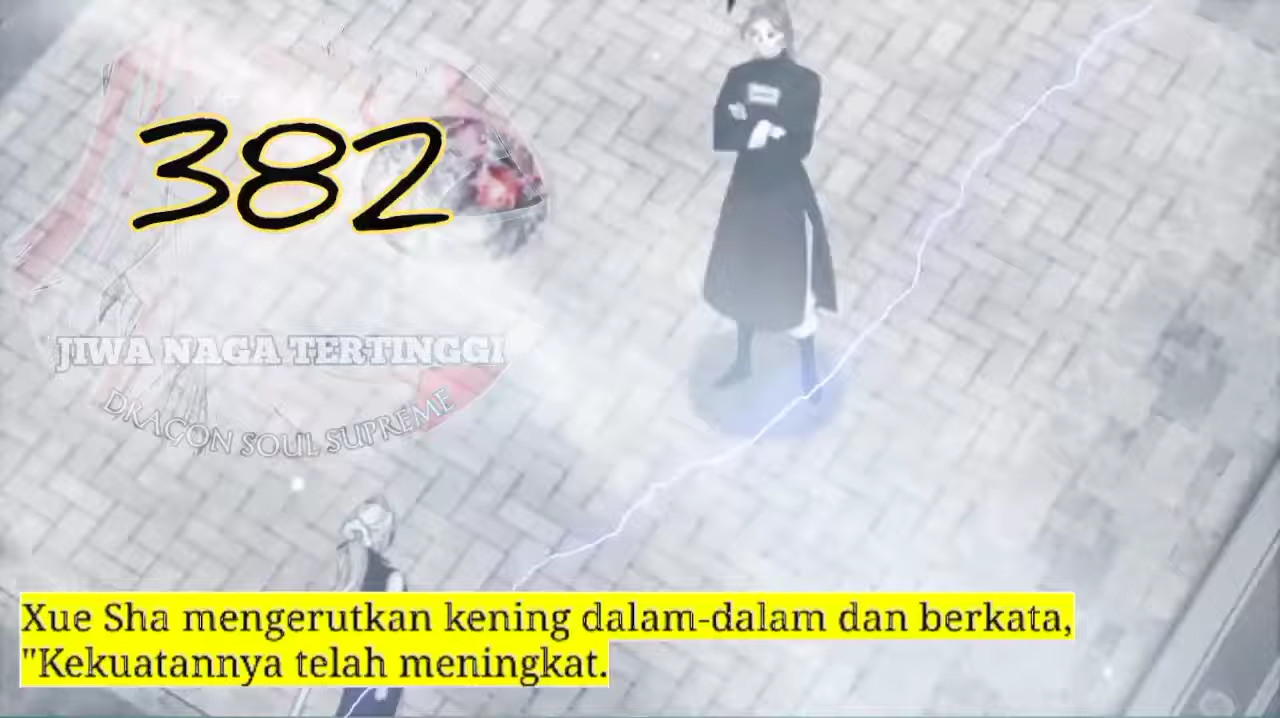 382
JIWA NAGA TERTINGGI
DRAGON SOUL SUPREME
Xue Sha mengerutkan kening dalam-dalam dan berkata,
"Kekuatannya telah meningkat.